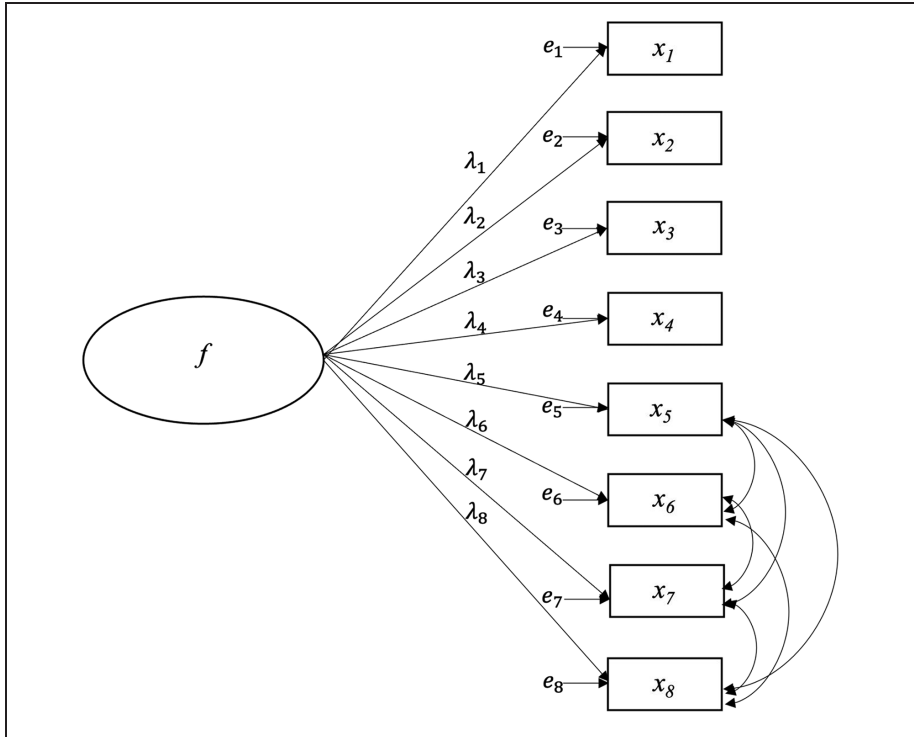 e₁ x₁
e₂ x₂
λ₁
λ₂
e₃ x₃
λ₃
e₄ x₄
λ₄
f
λ₅
e₅ x₅
λ₆
λ₇
e₆ x₆
λ₈
e₇ x₇
e₈ x₈